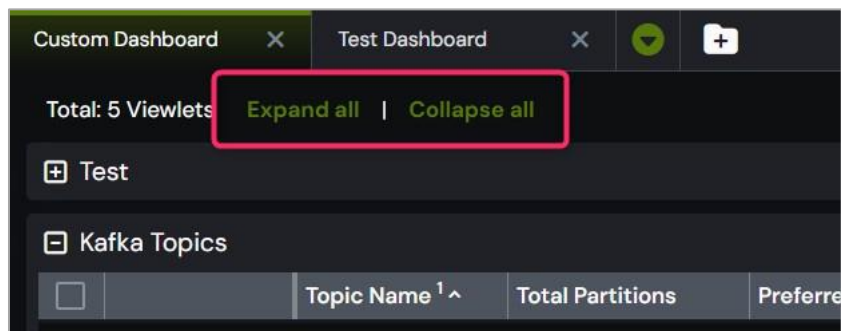 Custom Dashboard Test Dashboard
Total: 5 Viewlets Expand all | Collapse all
Test
Kafka Topics
Topic Name 1 Total Partitions Preferre